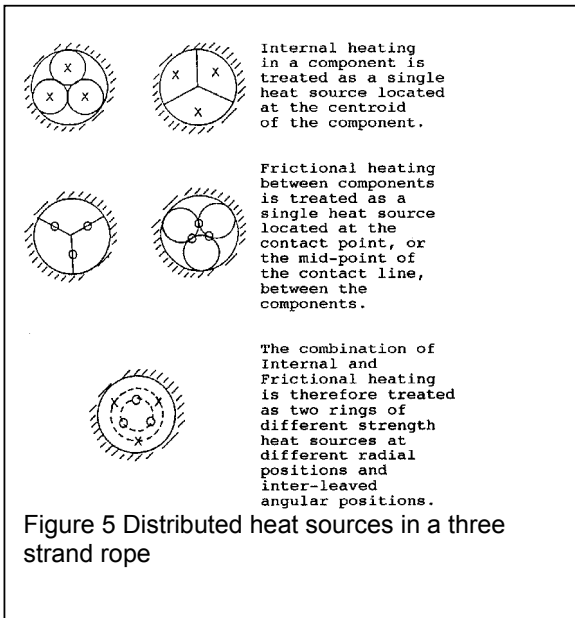 Internal heating
in a component is
treated as a single
heat source located
at the centroid
of the component.
Frictional heating
between components
is treated as a
single heat source
located at the
contact point, or
the mid-point of
the contact line,
between the
components.
The combination of
Internal and
Frictional heating
is therefore treated
as two rings of
different strength
heat sources at
different radial
positions and
inter-leaved
angular positions.
Figure 5 Distributed heat sources in a three
strand rope